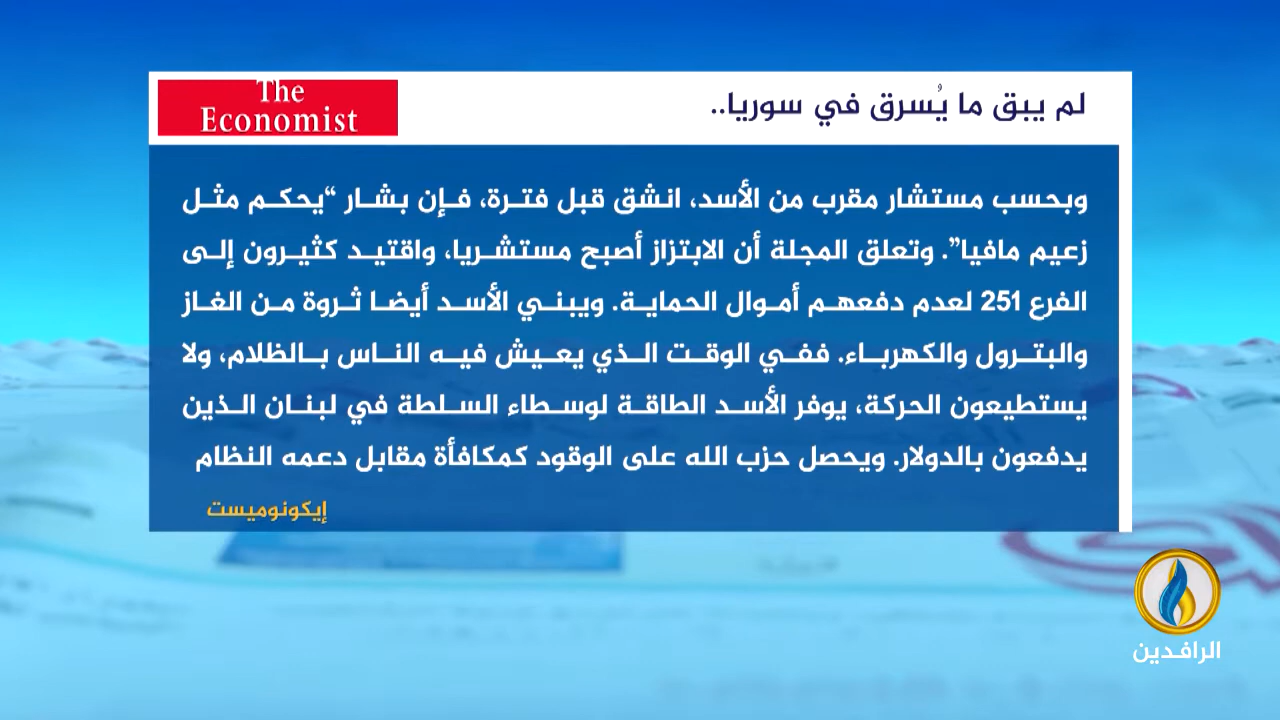 The
Economist
لم يبق ما يُسرق في سوريا..
وبحسب مستشار مقرب من الأسد، انشق قبل فترة، فإن بشار “يحكم مثل
زعيم مافيا”. وتعلق المجلة أن الابتزاز أصبح مستشريا، واقتيد كثيرون إلى
الفرع 251 لعدم دفعهم أموال الحماية. ويبني الأسد أيضا ثروة من الغاز
والبترول والكهرباء. ففي الوقت الذي يعيش فيه الناس بالظلام، ولا
يستطيعون الحركة، يوفر الأسد الطاقة لوسطاء السلطة في لبنان الذين
يدفعون بالدولار. ويحصل حزب الله على الوقود كمكافأة مقابل دعمه النظام
إيكونوميست
الرافدين